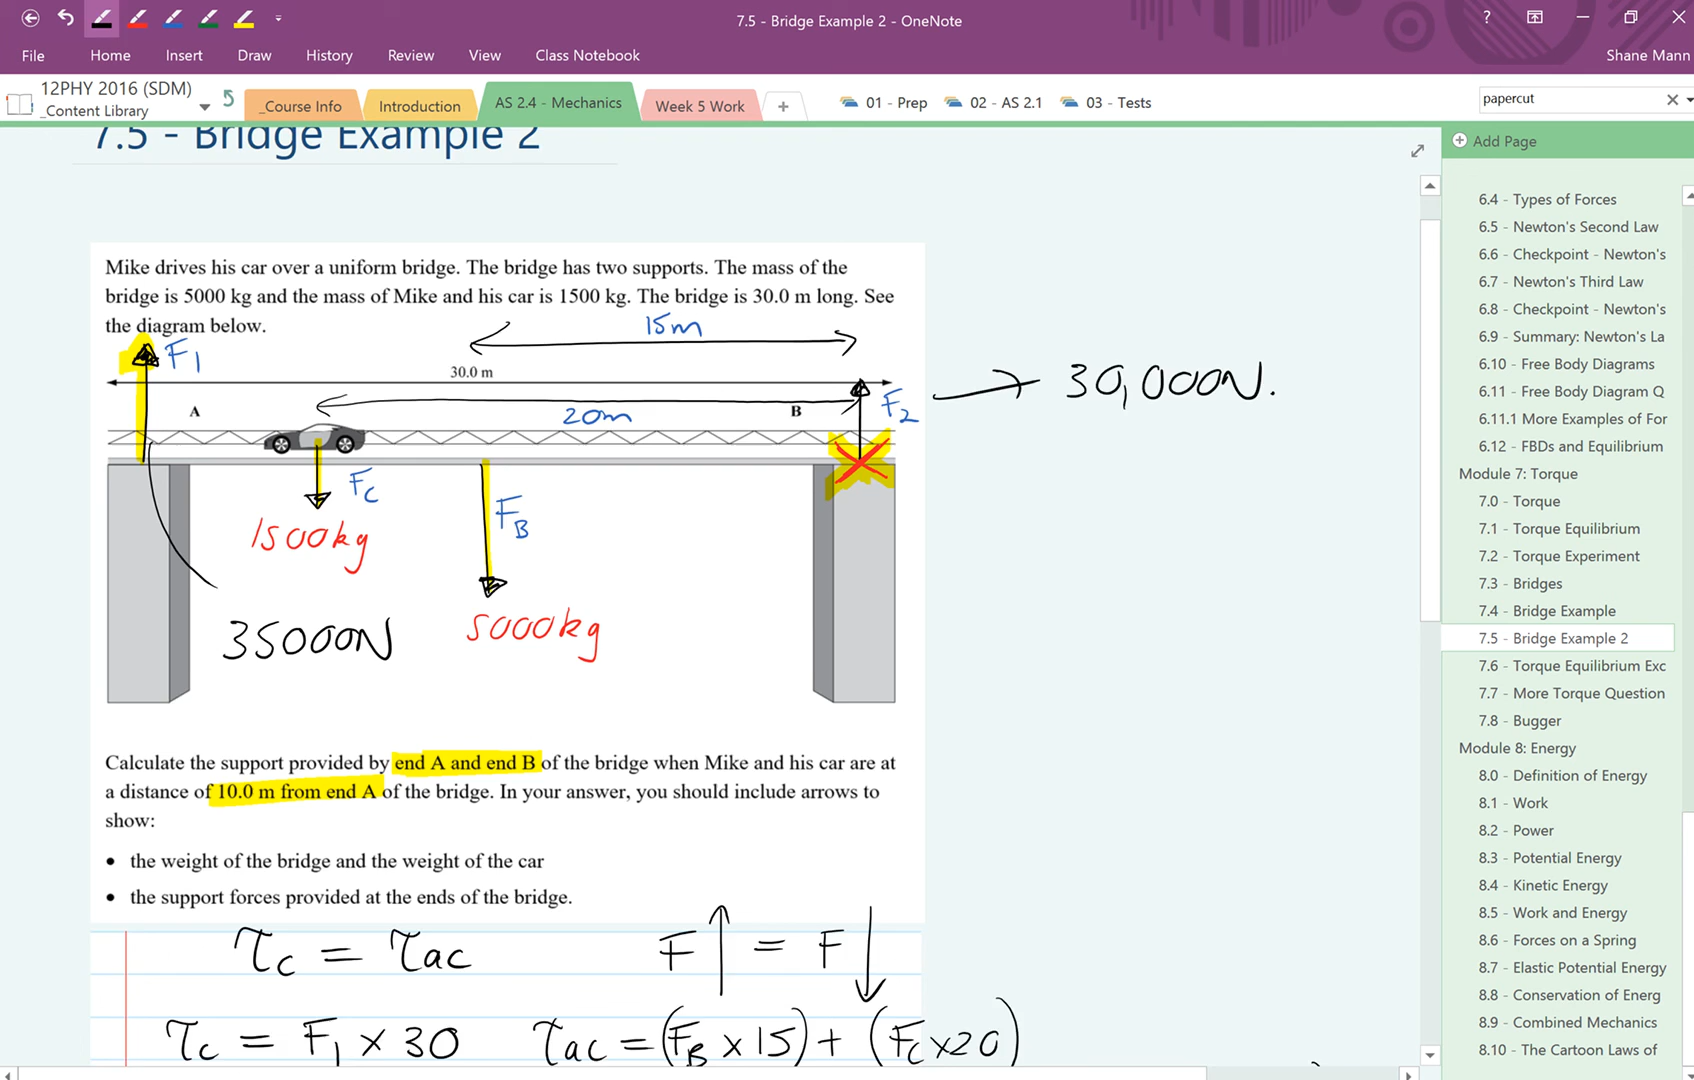 7.5 - Bridge Example 2 - OneNote
?
File Home Insert Draw History Review View Class Notebook
Shane Mann
12PHY 2016 (SDM)
_Content Library
_Course Info
Introduction
AS 2.4 - Mechanics
Week 5 Work
+
01 - Prep
02 - AS 2.1
03 - Tests
papercut
7.5 - Bridge Example 2
Mike drives his car over a uniform bridge. The bridge has two supports. The mass of the
bridge is 5000 kg and the mass of Mike and his car is 1500 kg. The bridge is 30.0 m long. See
the diagram below.
15m
F1
30.0 m
30,000N.
A
20m
B
F2
FC
FB
1500kg
5000kg
35000N
Calculate the support provided by end A and end B of the bridge when Mike and his car are at
a distance of 10.0 m from end A of the bridge. In your answer, you should include arrows to
show:
• the weight of the bridge and the weight of the car
• the support forces provided at the ends of the bridge.
τc = τac
F↑ = F↓
τc = F1 × 30
τac = (FB × 15) + (FC × 20)
Add Page
6.4 - Types of Forces
6.5 - Newton's Second Law
6.6 - Checkpoint - Newton's
6.7 - Newton's Third Law
6.8 - Checkpoint - Newton's
6.9 - Summary: Newton's La
6.10 - Free Body Diagrams
6.11 - Free Body Diagram Q
6.11.1 More Examples of For
6.12 - FBDs and Equilibrium
Module 7: Torque
7.0 - Torque
7.1 - Torque Equilibrium
7.2 - Torque Experiment
7.3 - Bridges
7.4 - Bridge Example
7.5 - Bridge Example 2
7.6 - Torque Equilibrium Exc
7.7 - More Torque Question
7.8 - Bugger
Module 8: Energy
8.0 - Definition of Energy
8.1 - Work
8.2 - Power
8.3 - Potential Energy
8.4 - Kinetic Energy
8.5 - Work and Energy
8.6 - Forces on a Spring
8.7 - Elastic Potential Energy
8.8 - Conservation of Energ
8.9 - Combined Mechanics
8.10 - The Cartoon Laws of